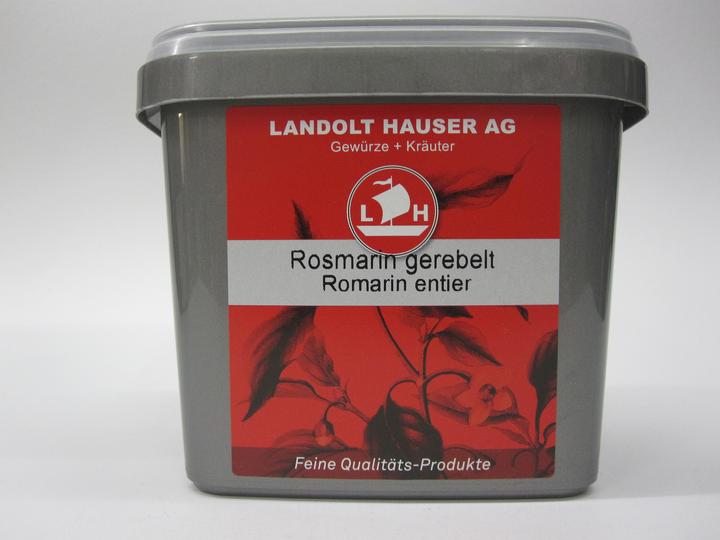 LANDOLT HAUSER AG
Gewürze + Kräuter
L H
Rosmarin gerebelt
Romarin entier
Feine Qualitäts-Produkte